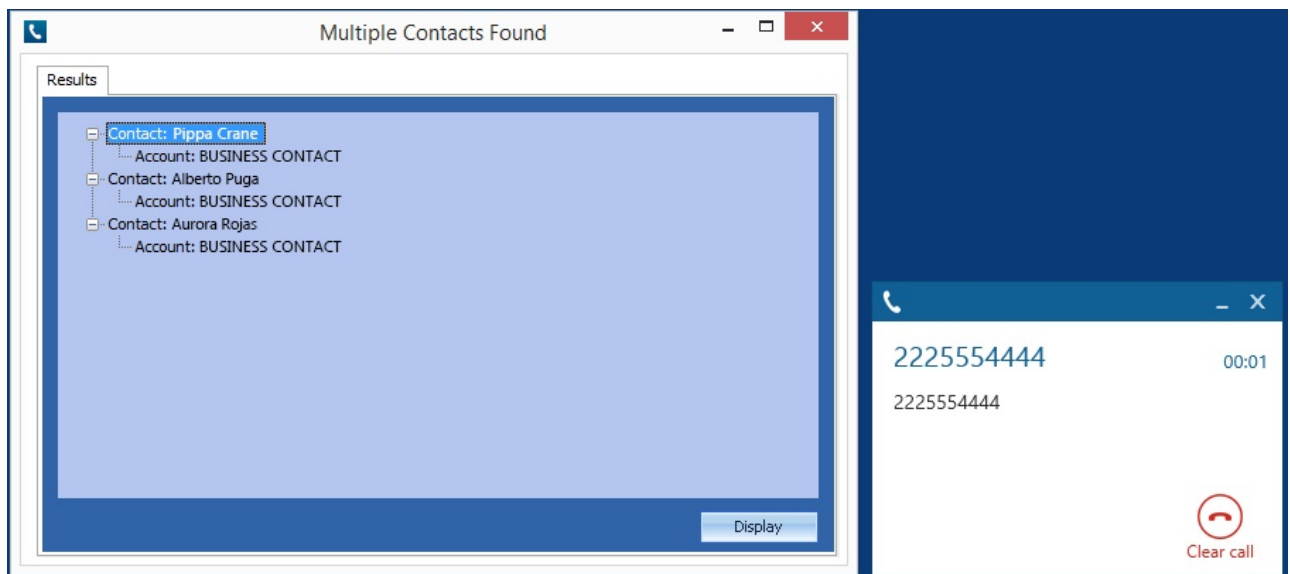 Multiple Contacts Found
Results
Contact: Pippa Crane
Account: BUSINESS CONTACT
Contact: Alberto Puga
Account: BUSINESS CONTACT
Contact: Aurora Rojas
Account: BUSINESS CONTACT
Display
2225554444 00:01
2225554444
Clear call